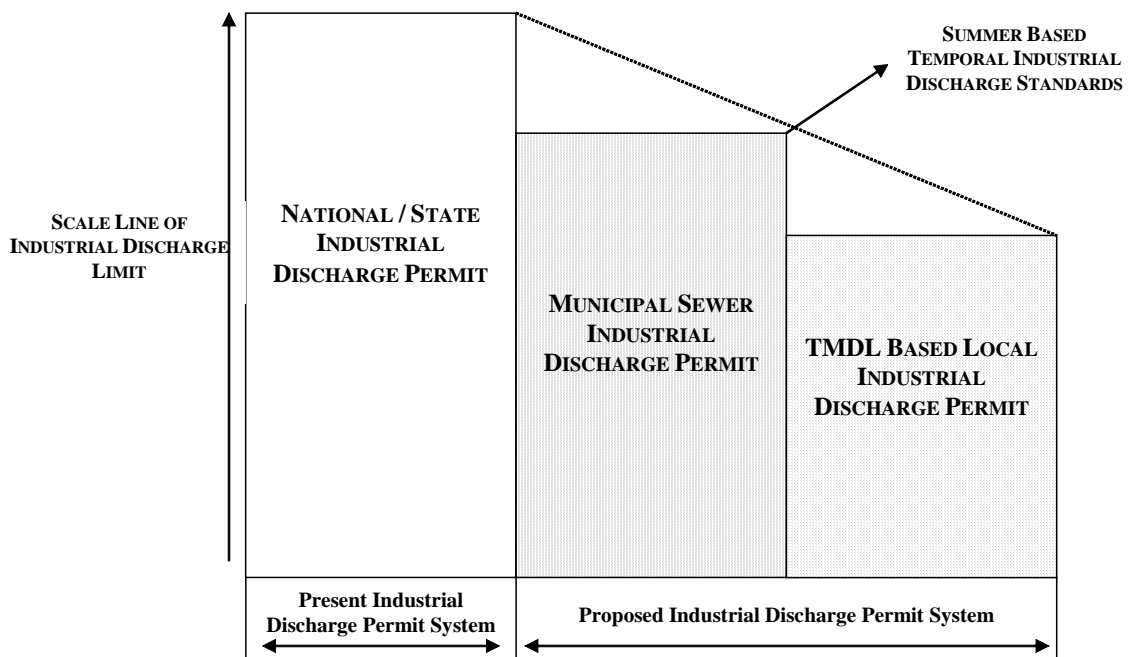 SUMMER BASED
TEMPORAL INDUSTRIAL
DISCHARGE STANDARDS
SCALE LINE OF
INDUSTRIAL DISCHARGE
LIMIT
NATIONAL / STATE
INDUSTRIAL
DISCHARGE PERMIT
MUNICIPAL SEWER
INDUSTRIAL
DISCHARGE PERMIT
TMDL BASED LOCAL
INDUSTRIAL
DISCHARGE PERMIT
Present Industrial
Discharge Permit System
Proposed Industrial Discharge Permit System